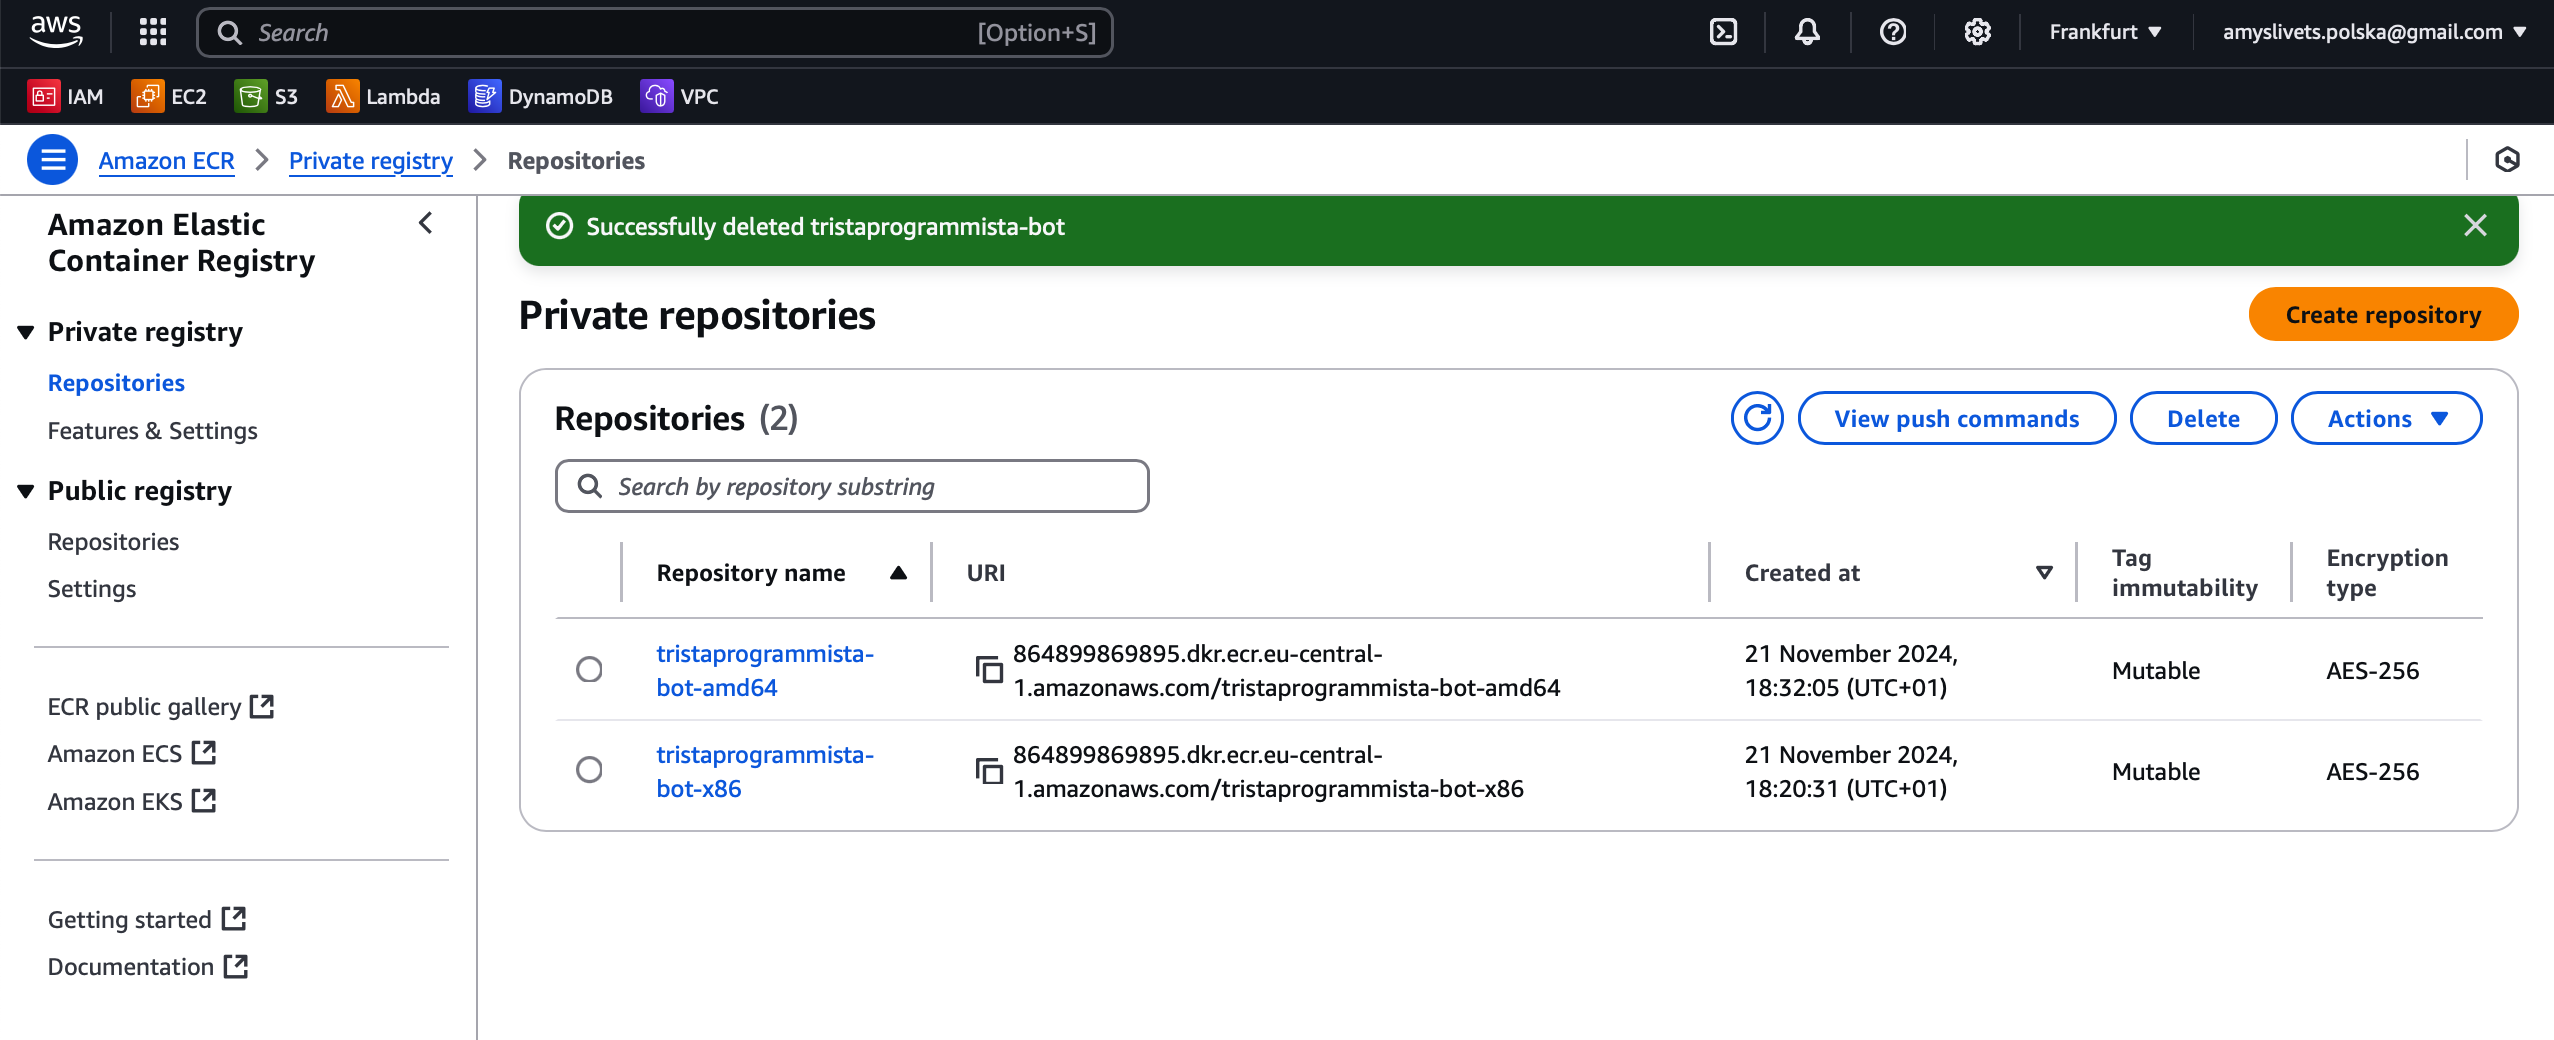 aws
Search
[Option+S]
Frankfurt
amyslivets.polska@gmail.com
IAM
EC2
S3
Lambda
DynamoDB
VPC
Amazon ECR
Private registry
Repositories
Amazon Elastic
Container Registry
Private registry
Repositories
Features & Settings
Public registry
Repositories
Settings
ECR public gallery
Amazon ECS
Amazon EKS
Getting started
Documentation
Successfully deleted tristaprogrammista-bot
Private repositories
Create repository
Repositories (2)
View push commands
Delete
Actions
Search by repository substring
Repository name
URI
Created at
Tag
immutability
Encryption
type
tristaprogrammista-
bot-amd64
864899869895.dkr.ecr.eu-central-
1.amazonaws.com/tristaprogrammista-bot-amd64
21 November 2024,
18:32:05 (UTC+01)
Mutable
AES-256
tristaprogrammista-
bot-x86
864899869895.dkr.ecr.eu-central-
1.amazonaws.com/tristaprogrammista-bot-x86
21 November 2024,
18:20:31 (UTC+01)
Mutable
AES-256